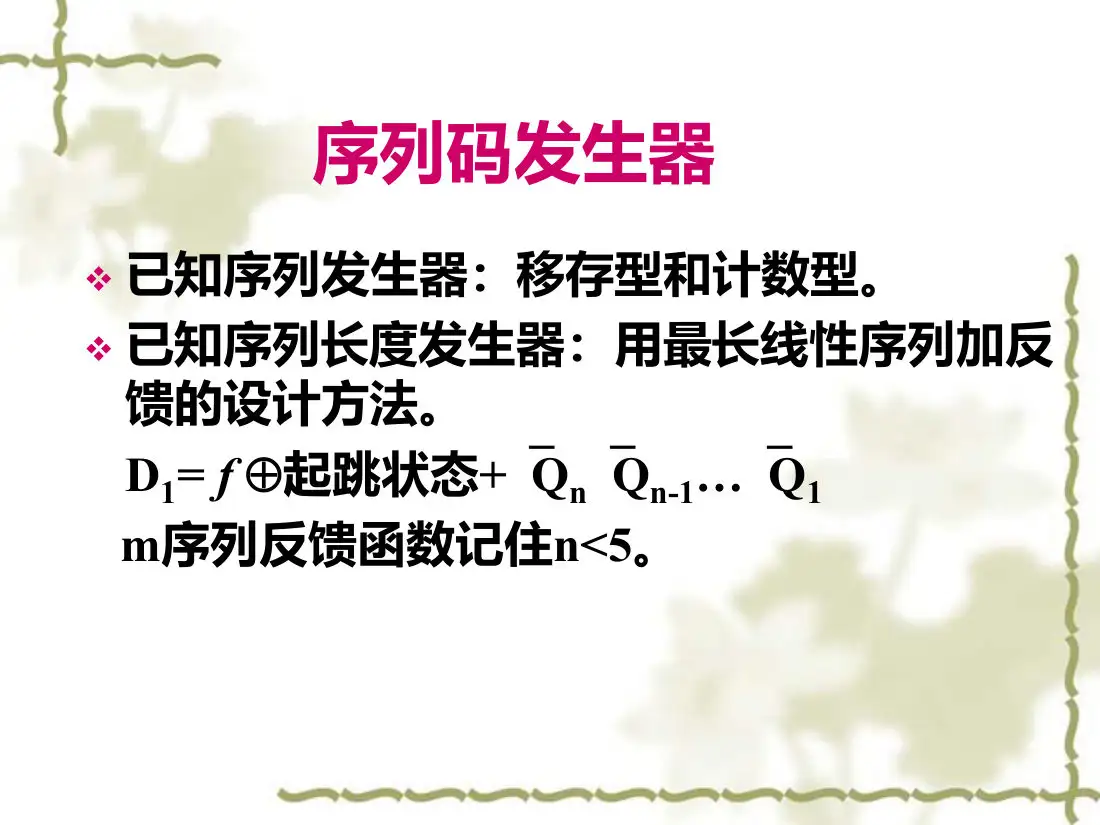 序列码发生器
❖ 已知序列发生器：移存型和计数型。
❖ 已知序列长度发生器：用最长线性序列加反
馈的设计方法。
D₁= f ⊕起跳状态+ Q̅ₙ Q̅ₙ₋₁… Q̅₁
m序列反馈函数记住n<5。